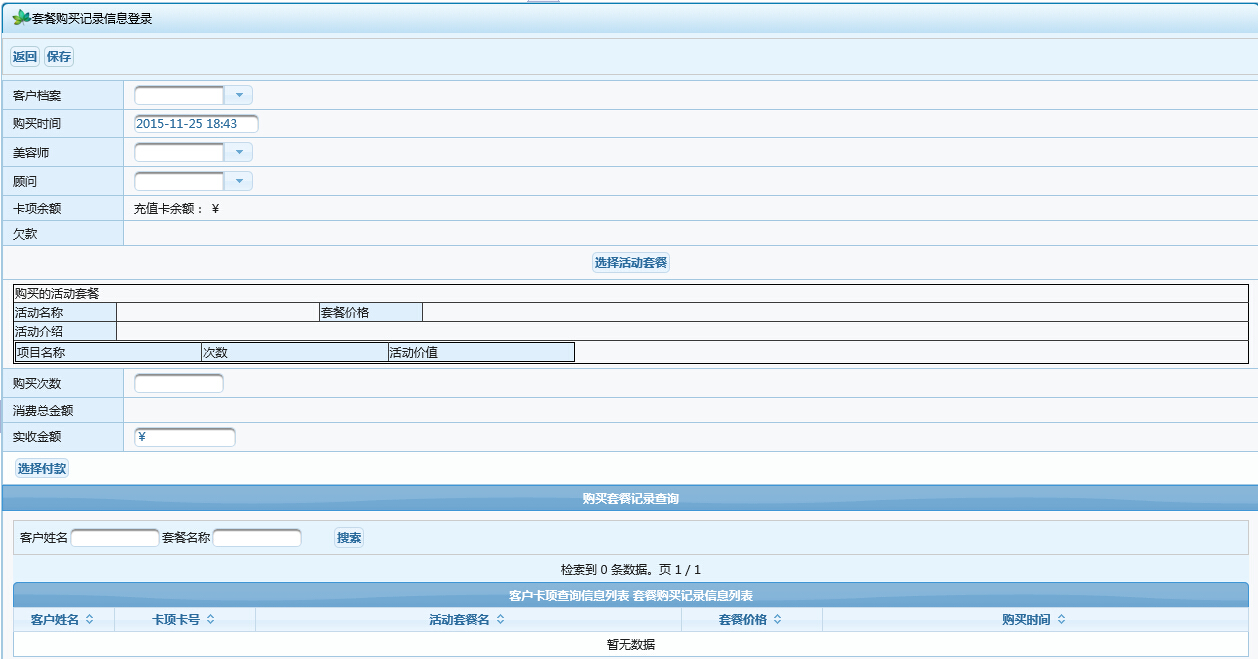 套餐购买记录信息登录
返回 保存
客户档案
购买时间 2015-11-25 18:43
美容师
顾问
卡项余额 充值卡余额： ¥
欠款
选择活动套餐
购买的活动套餐
活动名称 套餐价格
活动介绍
项目名称 次数 活动价值
购买次数
消费总金额
实收金额 ¥
选择付款
购买套餐记录查询
客户姓名 套餐名称 搜索
检索到 0 条数据。页 1 / 1
客户卡项查询信息列表 套餐购买记录信息列表
客户姓名 卡项卡号 活动套餐名 套餐价格 购买时间
暂无数据